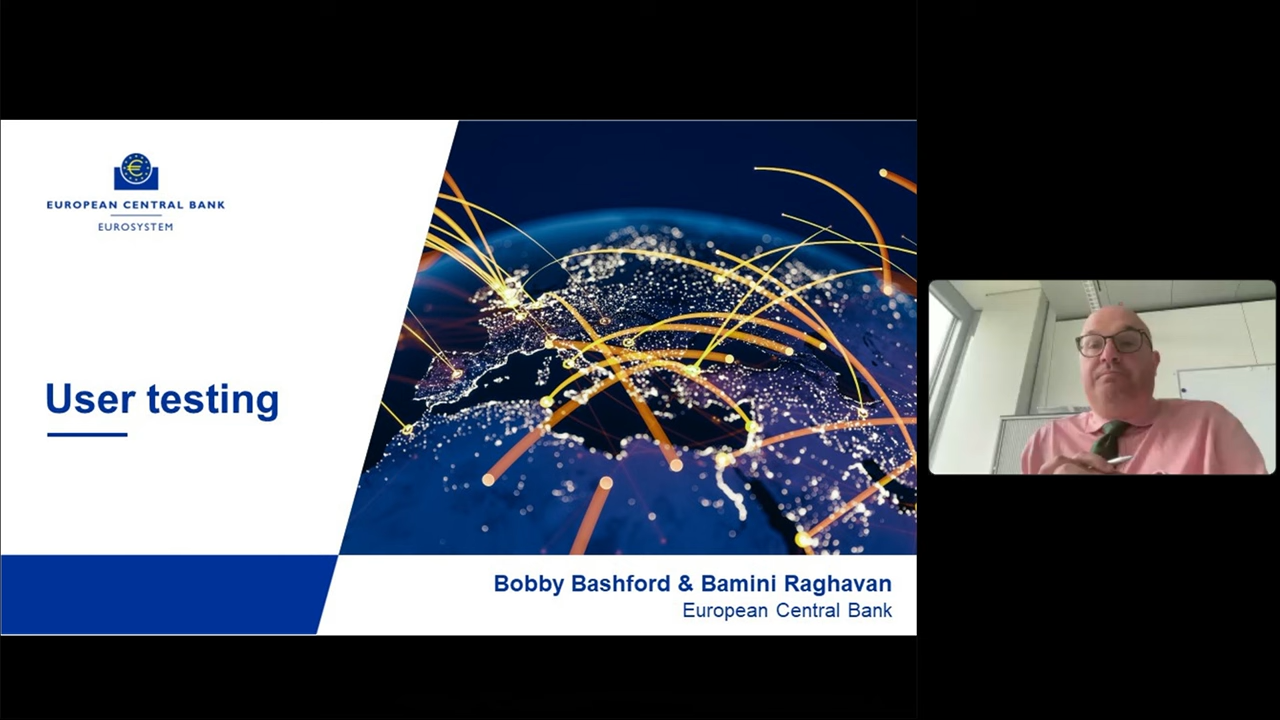 EUROPEAN CENTRAL BANK
EUROSYSTEM
User testing
Bobby Bashford & Bamini Raghavan
European Central Bank